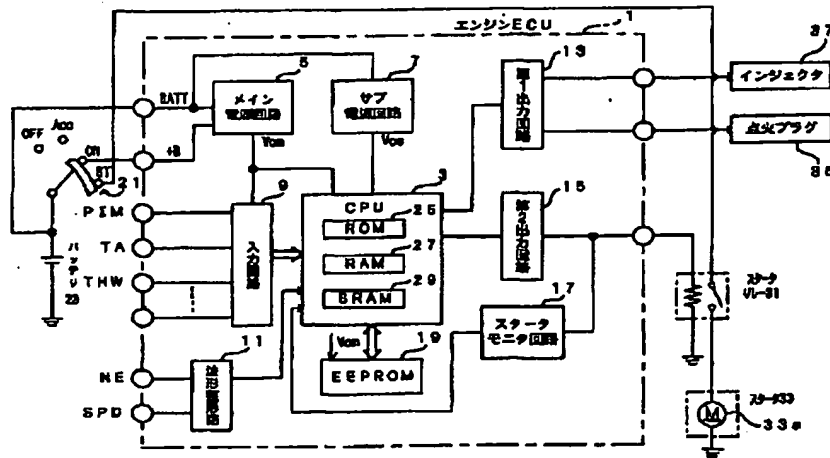 エンジンECU
1
5
7
13
37
BATT
メイン
電源回路
サブ
電源回路
第1出力回路
インジェクタ
OFF
Acc
ON
ST
21
+B
Vom
Vos
点火プラグ
35
9
3
PIM
TA
THW
入力回路
CPU
ROM
25
RAM
27
SRAM
29
15
第2出力回路
バッテリ
23
17
スタータ
モニタ回路
スタータ
リレー31
11
NE
SPD
Vom
19
EEPROM
スタータ33
M
33a